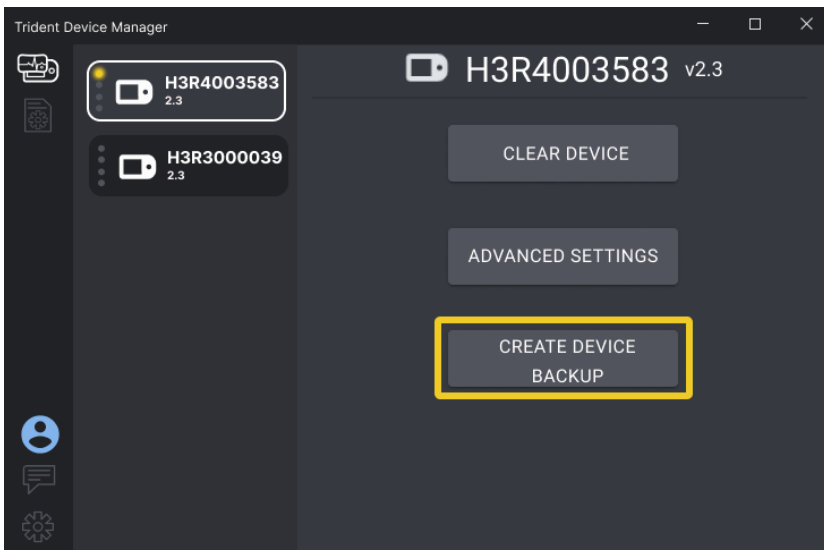 Trident Device Manager
H3R4003583
2.3
H3R3000039
2.3
H3R4003583 v2.3
CLEAR DEVICE
ADVANCED SETTINGS
CREATE DEVICE
BACKUP